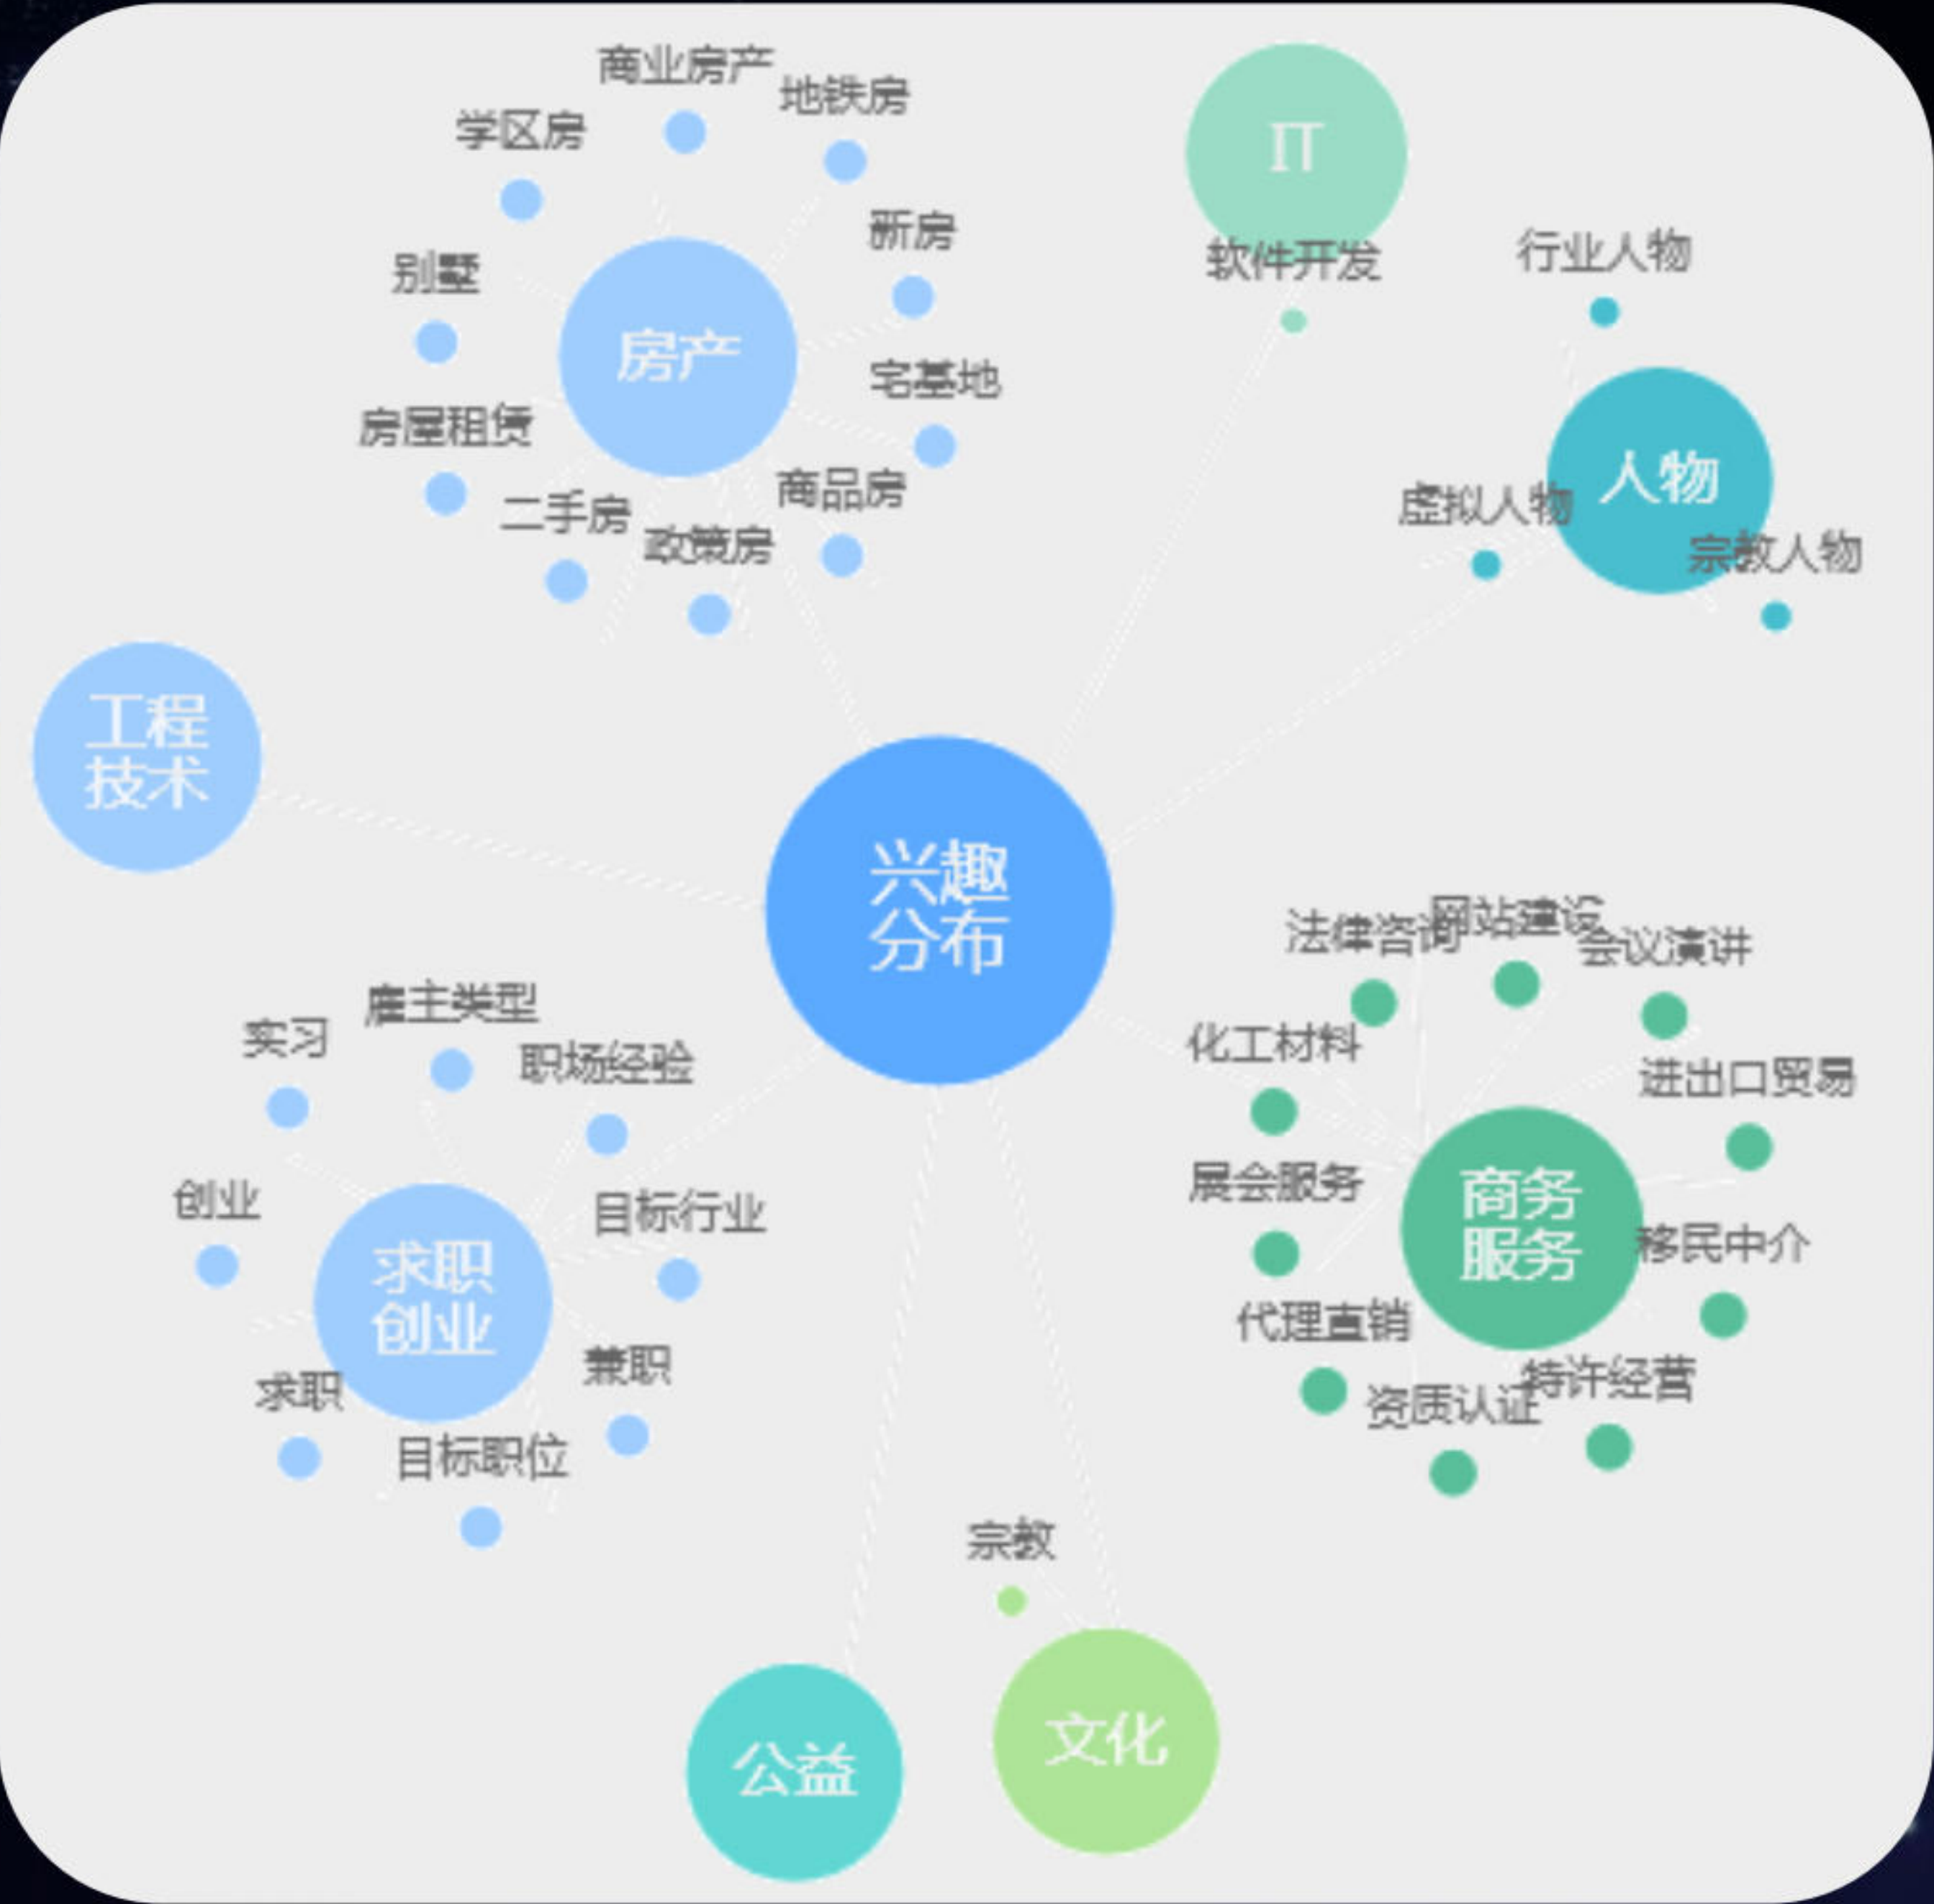 商业房产
地铁房
学区房
新房
别墅
房产
宅基地
房屋租赁
商品房
二手房
政策房
IT
软件开发
行业人物
人物
虚拟人物
宗教人物
工程
技术
兴趣
分布
法律咨询
网站建设
会议演讲
化工材料
进出口贸易
展会服务
商务
服务
移民中介
代理直销
特许经营
资质认证
雇主类型
实习
职场经验
创业
目标行业
求职
创业
兼职
求职
目标职位
宗教
文化
公益